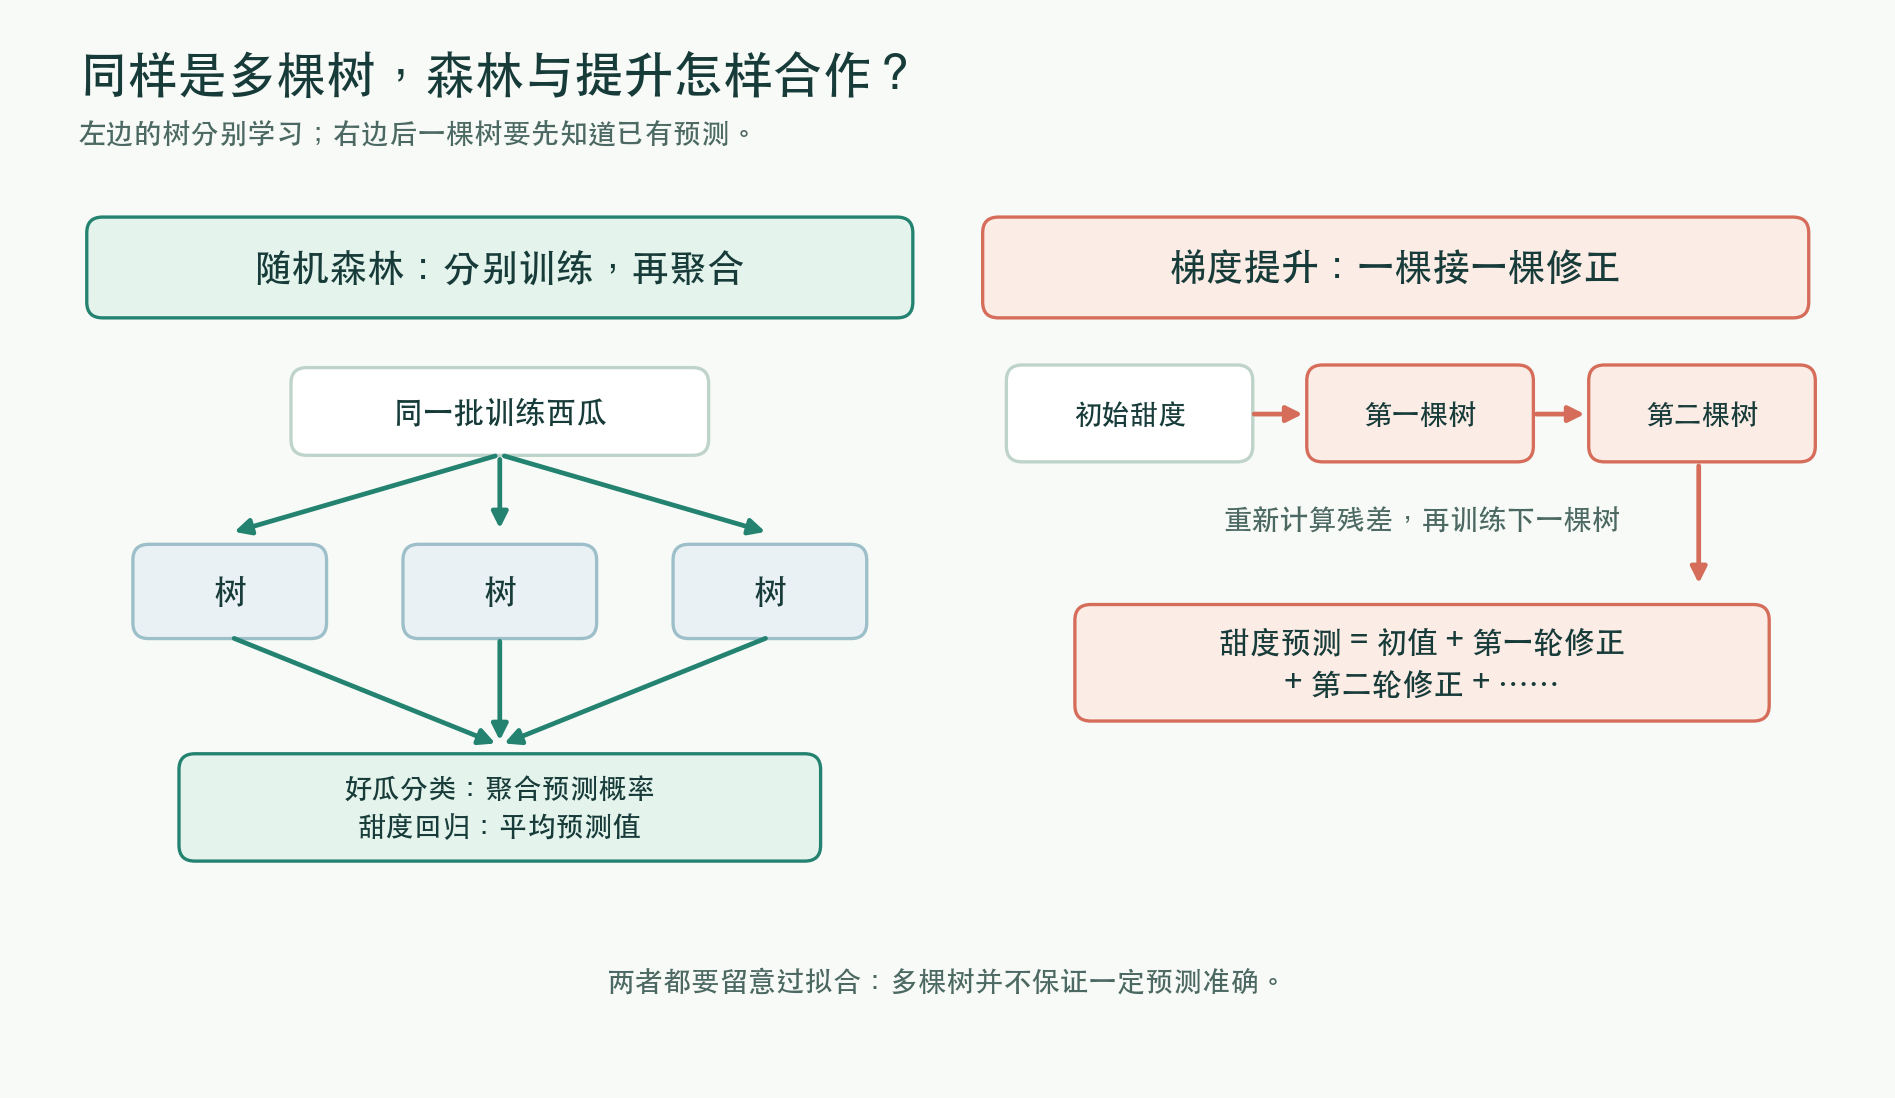 同样是多棵树，森林与提升怎样合作？
左边的树分别学习；右边后一棵树要先知道已有预测。
随机森林：分别训练，再聚合
同一批训练西瓜
树
树
树
好瓜分类：聚合预测概率
甜度回归：平均预测值
梯度提升：一棵接一棵修正
初始甜度
第一棵树
第二棵树
重新计算残差，再训练下一棵树
甜度预测 = 初值 + 第一轮修正
+ 第二轮修正 + ……
两者都要留意过拟合：多棵树并不保证一定预测准确。